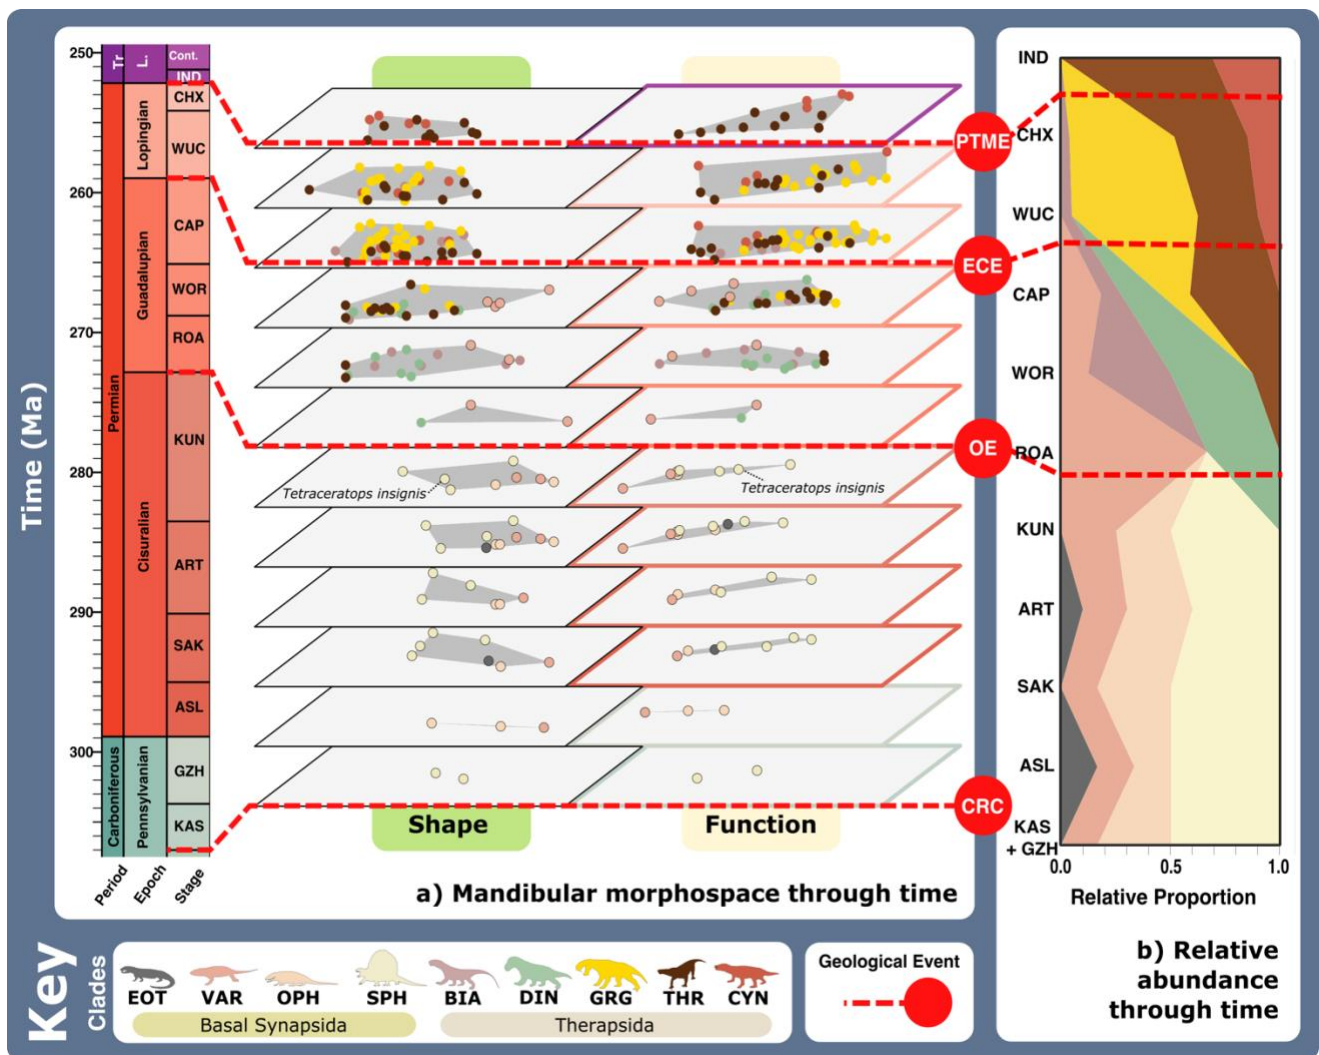 Time (Ma)
250
260
270
280
290
300
Tr
L.
Cont.
IND
CHX
WUC
CAP
WOR
ROA
KUN
ART
SAK
ASL
GZH
KAS
Lopingian
Guadalupian
Cisuralian
Pennsylvanian
Permian
Carboniferous
Period
Epoch
Stage
Tetraceratops insignis
Tetraceratops insignis
Shape
Function
PTME
ECE
OE
CRC
a) Mandibular morphospace through time
IND
CHX
WUC
CAP
WOR
ROA
KUN
ART
SAK
ASL
KAS
+ GZH
0.0
0.5
1.0
Relative Proportion
b) Relative
abundance
through time
Key
Clades
EOT
VAR
OPH
SPH
BIA
DIN
GRG
THR
CYN
Basal Synapsida
Therapsida
Geological Event